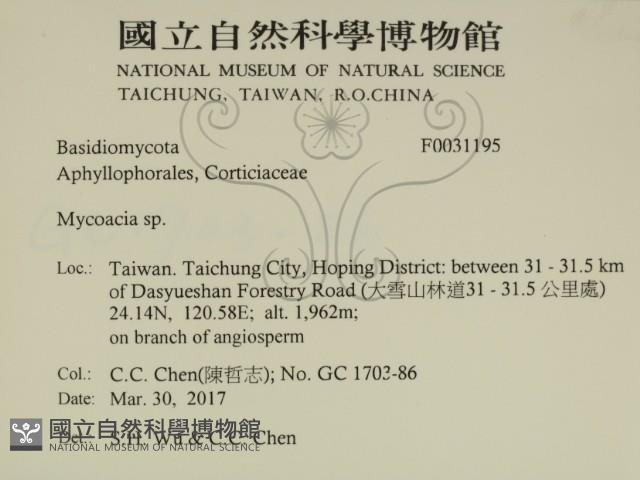 國立自然科學博物館
NATIONAL MUSEUM OF NATURAL SCIENCE
TAICHUNG, TAIWAN, R.O.CHINA
Basidiomycota F0031195
Aphyllophorales, Corticiaceae
Mycoacia sp.
Loc.: Taiwan. Taichung City, Hoping District: between 31 - 31.5 km
of Dasyueshan Forestry Road (大雪山林道31 - 31.5 公里處)
24.14N, 120.58E; alt. 1,962m;
on branch of angiosperm
Col.: C.C. Chen(陳哲志); No. GC 1703-86
Date: Mar. 30, 2017
Det.: S.H. Wu & C.C. Chen
國立自然科學博物館
NATIONAL MUSEUM OF NATURAL SCIENCE